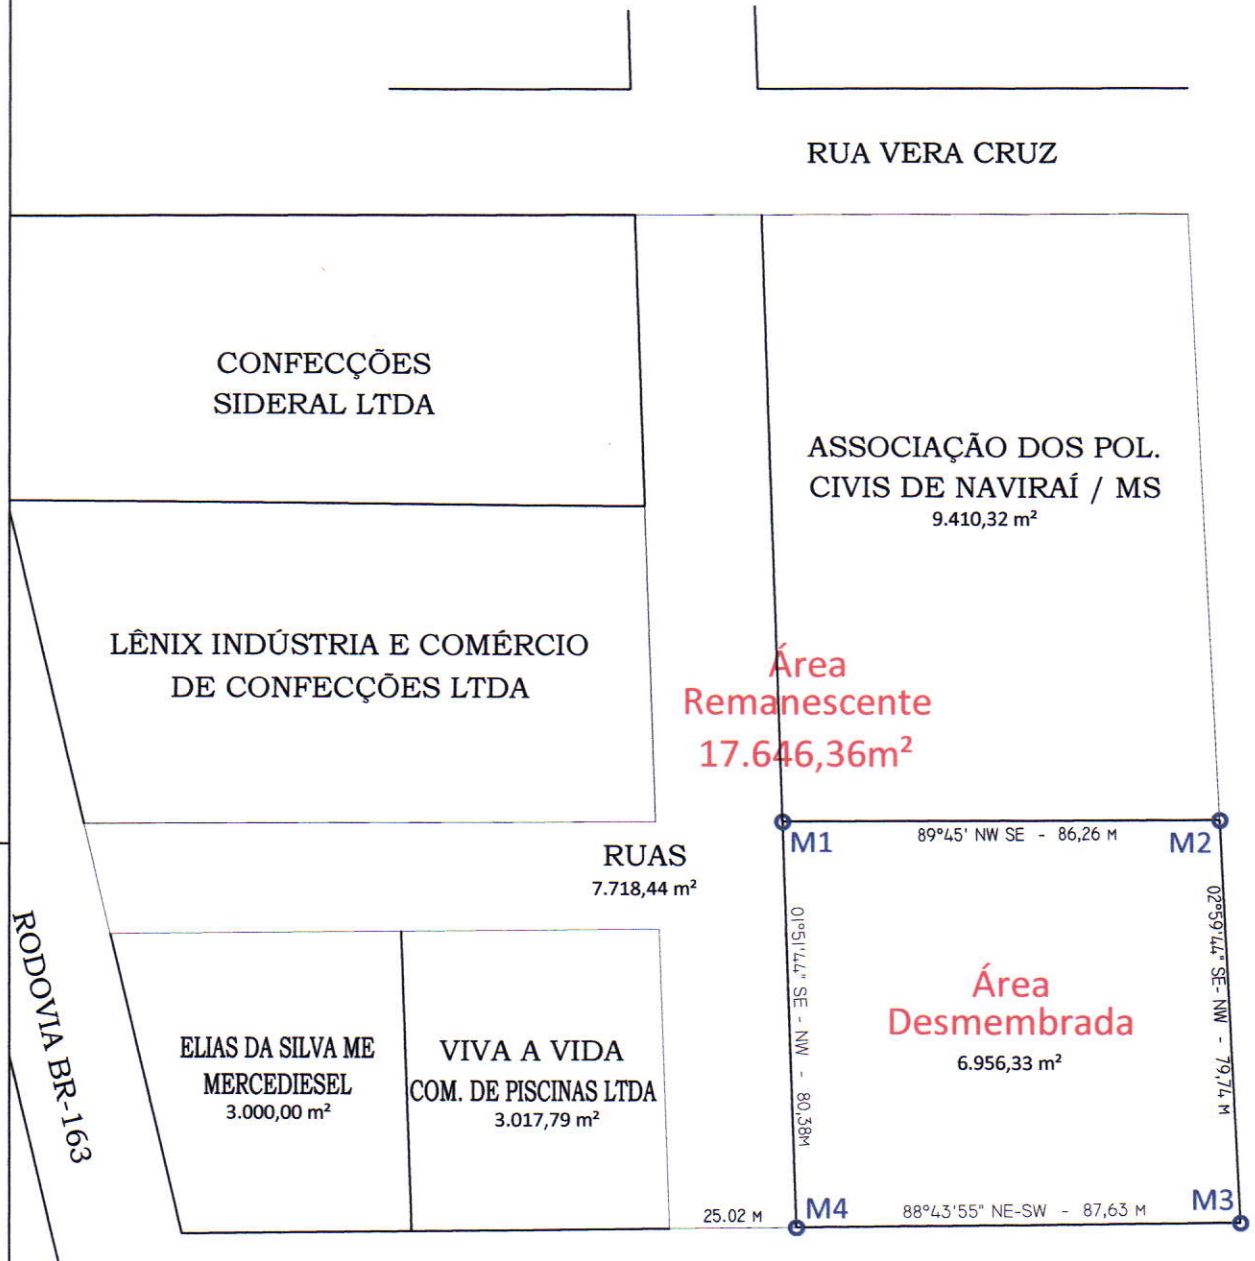 RUA VERA CRUZ
CONFECÇÕES
SIDERAL LTDA
ASSOCIAÇÃO DOS POL.
CIVIS DE NAVIRAÍ / MS
9.410,32 m²
LÊNIX INDÚSTRIA E COMÉRCIO
DE CONFECÇÕES LTDA
Área
Remanescente
17.646,36m²
M1
89°45' NW SE - 86,26 M
M2
RUAS
7.718,44 m²
RODOVIA BR-163
01°51'44" SE - NW - 80,38M
02°59'44" SE- NW - 79,74 M
Área
Desmembrada
6.956,33 m²
ELIAS DA SILVA ME
MERCEDIESEL
3.000,00 m²
VIVA A VIDA
COM. DE PISCINAS LTDA
3.017,79 m²
25.02 M
M4
88°43'55" NE-SW - 87,63 M
M3